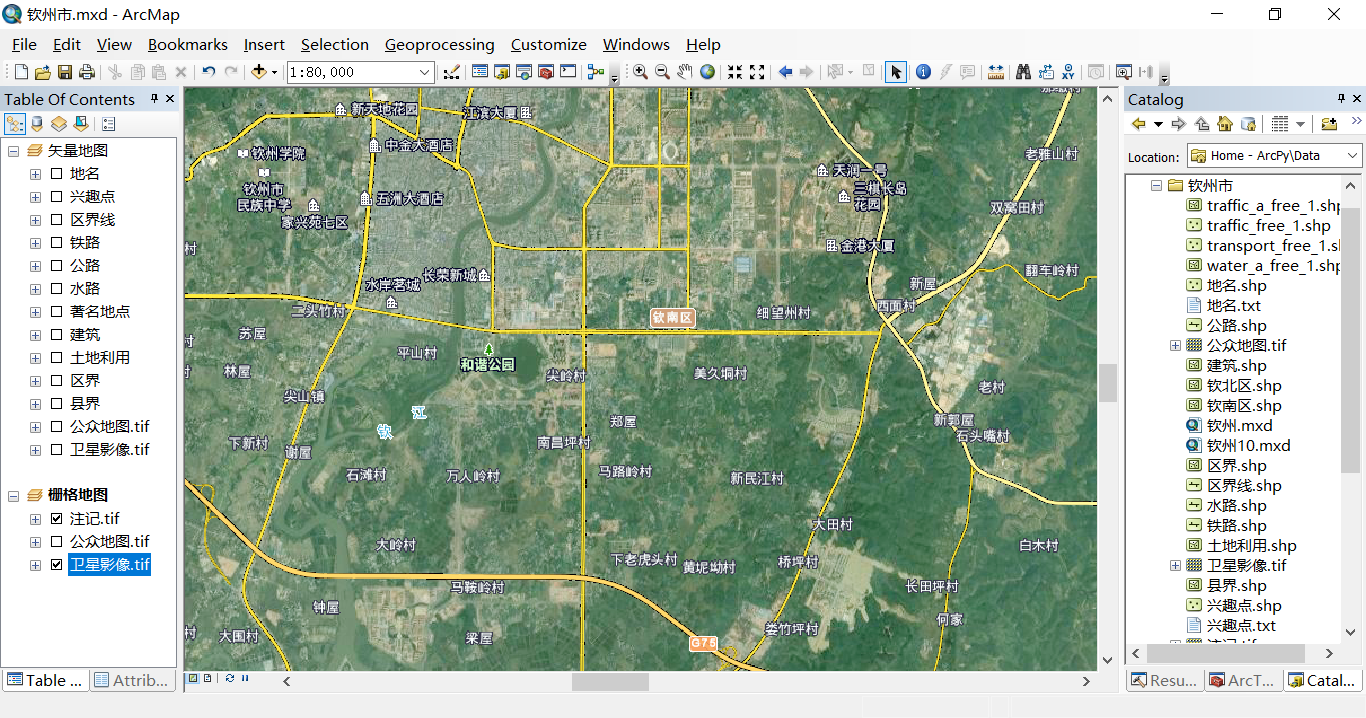 钦州市.mxd - ArcMap
File Edit View Bookmarks Insert Selection Geoprocessing Customize Windows Help
1:80,000
Table Of Contents
矢量地图
地名
兴趣点
区界线
铁路
公路
水路
著名地点
建筑
土地利用
区界
县界
公众地图.tif
卫星影像.tif
栅格地图
注记.tif
公众地图.tif
卫星影像.tif
Table ...
Attrib...
新天地花园
江滨大厦
中金大酒店
钦州学院
钦州市
民族中学
家兴苑七区
五洲大酒店
天润一号
三棋长岛
花园
金港大厦
老雅山村
双窝田村
翻车岭村
新屋
西面村
村
水岸茗城
长荣新城
二头竹村
钦南区
细望州村
苏屋
平山村
和谐公园
尖岭村
美久垌村
林屋
村
尖山镇
江
钦
郑屋
老村
新郭屋
石头嘴村
下新村
谢屋
南昌坪村
石滩村
万人岭村
马路岭村
新民江村
大田村
大岭村
下老虎头村
黄坭坳村
桥坪村
白木村
马鞍岭村
长田坪村
钟屋
何家
村
大国村
梁屋
娄竹坪村
G75
Catalog
Location: Home - ArcPy\Data
钦州市
traffic_a_free_1.shp
traffic_free_1.shp
transport_free_1.sh
water_a_free_1.shp
地名.shp
地名.txt
公路.shp
公众地图.tif
建筑.shp
钦北区.shp
钦南区.shp
钦州.mxd
钦州10.mxd
区界.shp
区界线.shp
水路.shp
铁路.shp
土地利用.shp
卫星影像.tif
县界.shp
兴趣点.shp
兴趣点.txt
注记.tif
Resu...
ArcT...
Catal...